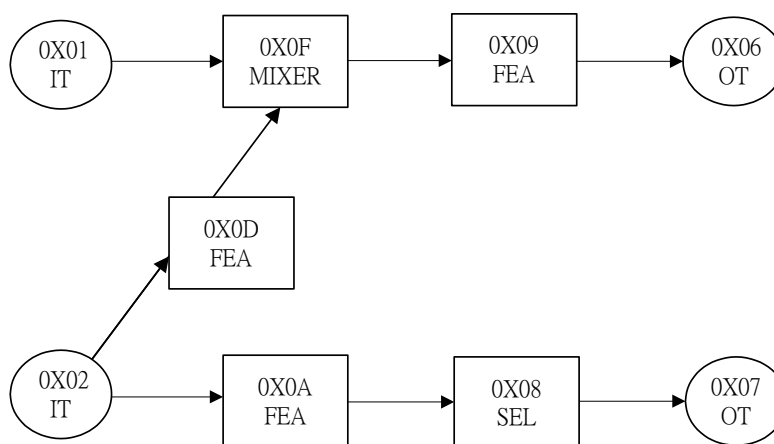 0X01
IT
0X0F
MIXER
0X09
FEA
0X06
OT
0X0D
FEA
0X02
IT
0X0A
FEA
0X08
SEL
0X07
OT